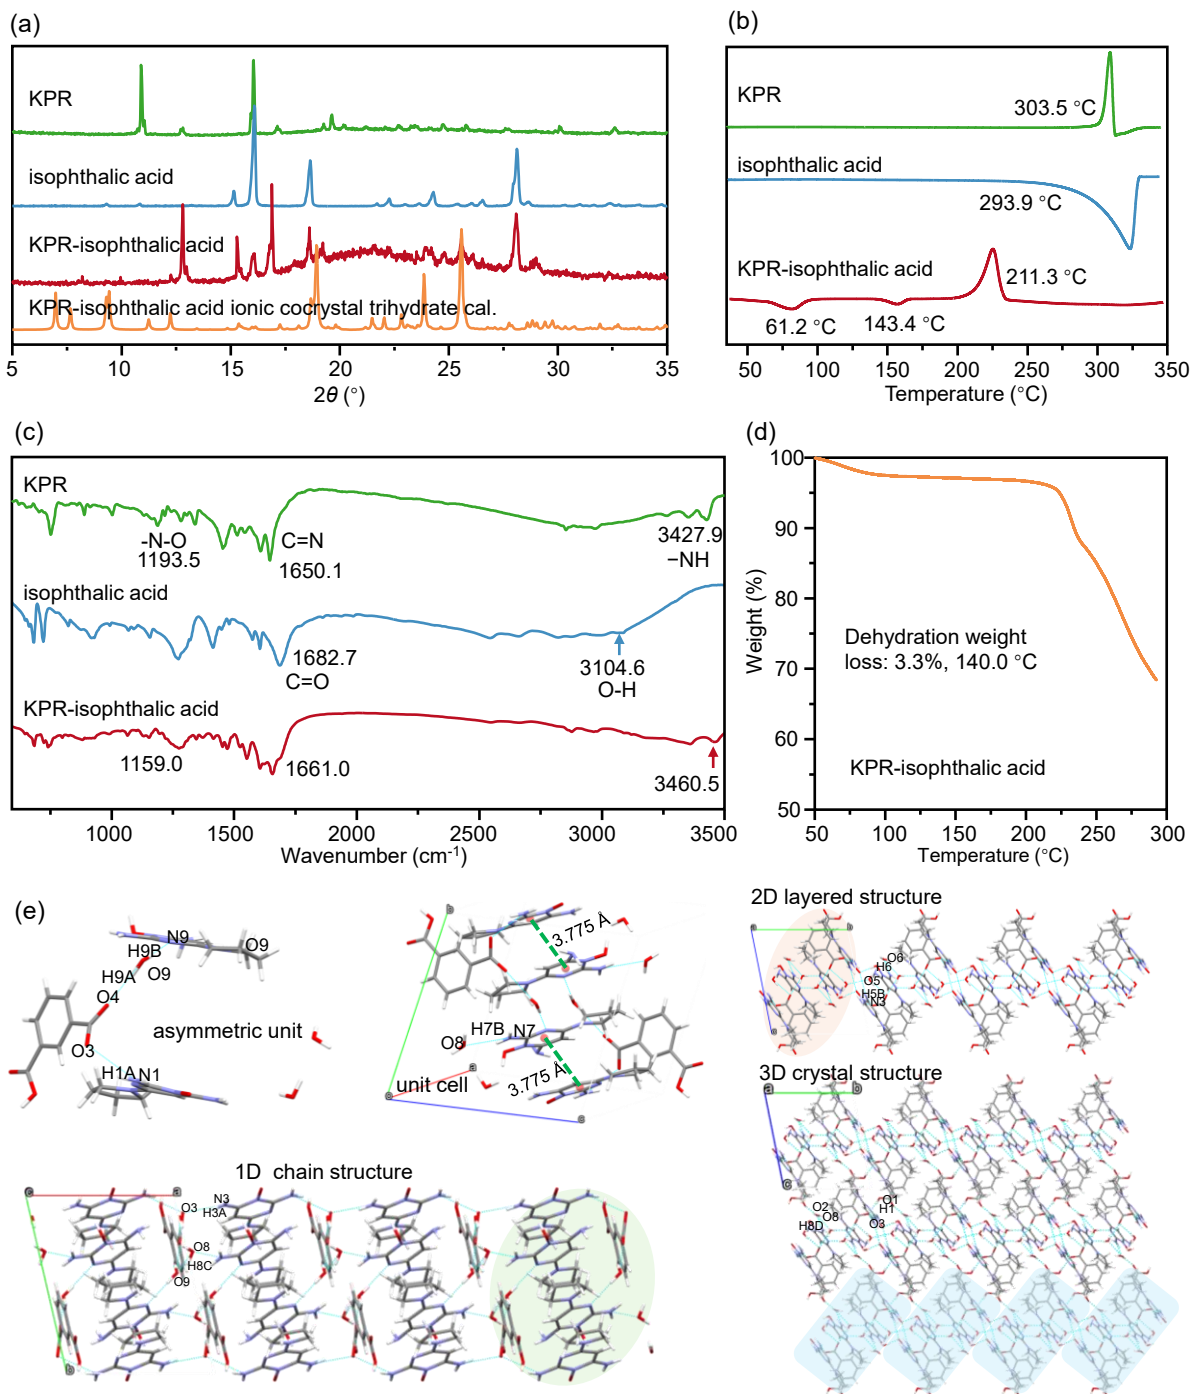 (a)
KPR
isophthalic acid
KPR-isophthalic acid
KPR-isophthalic acid ionic cocrystal trihydrate cal.
5 10 15 20 25 30 35
2θ (°)
(b)
KPR
303.5 °C
isophthalic acid
293.9 °C
KPR-isophthalic acid
211.3 °C
61.2 °C 143.4 °C
50 100 150 200 250 300 350
Temperature (°C)
(c)
KPR
-N-O
1193.5
C=N
1650.1
3427.9
−NH
isophthalic acid
1682.7
C=O
3104.6
O-H
KPR-isophthalic acid
1159.0
1661.0
3460.5
1000 1500 2000 2500 3000 3500
Wavenumber (cm-1)
(d)
100
90
80
70
60
50
Weight (%)
Dehydration weight
loss: 3.3%, 140.0 °C
KPR-isophthalic acid
50 100 150 200 250 300
Temperature (°C)
(e)
N9
O9
H9B
O9
H9A
O4
asymmetric unit
O3
H1A N1
b
3.775 Å
H7B N7
O8
a
3.775 Å
unit cell
c
2D layered structure
a b
O6
H6
O5
H5B
N3
c
3D crystal structure
a b
c
O1
O2
H1
O8
O3
H8D
1D chain structure
c a
N3
O3
H3A
O8
H8C
O9
b